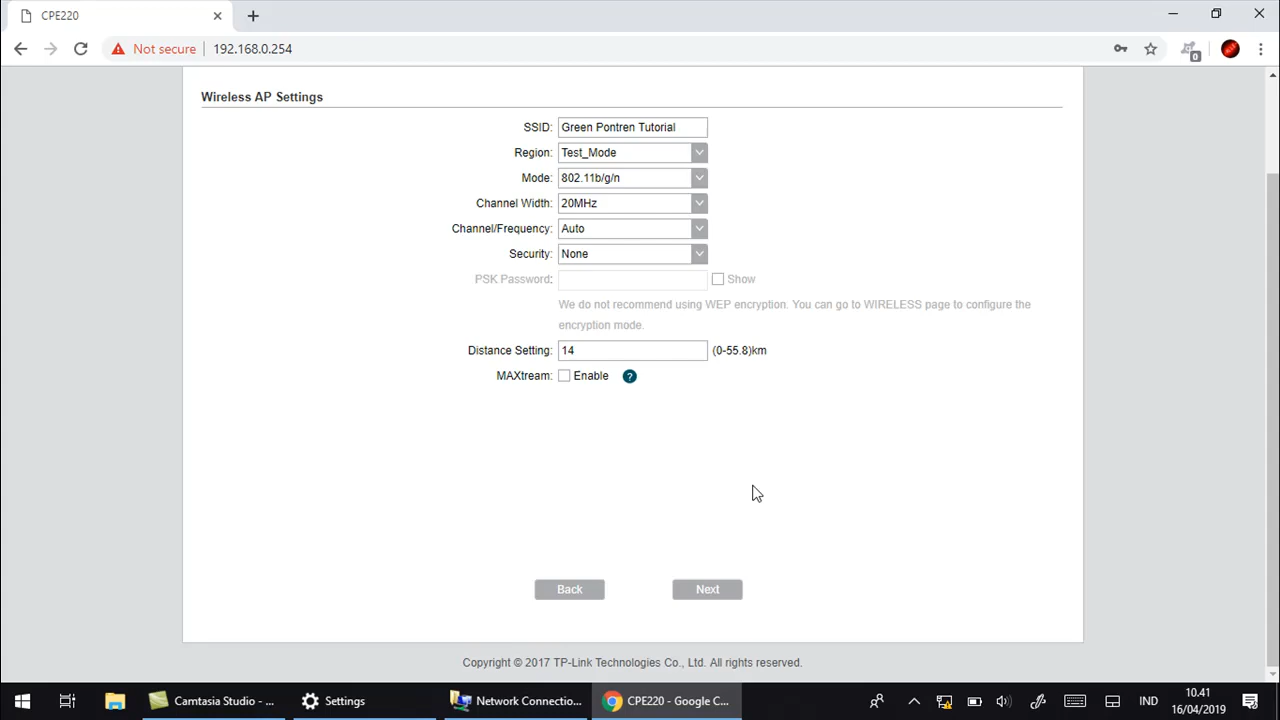 CPE220
Not secure 192.168.0.254
0
Wireless AP Settings
SSID: Green Pontren Tutorial
Region: Test_Mode
Mode: 802.11b/g/n
Channel Width: 20MHz
Channel/Frequency: Auto
Security: None
PSK Password: Show
We do not recommend using WEP encryption. You can go to WIRELESS page to configure the
encryption mode.
Distance Setting: 14 (0-55.8)km
MAXtream: Enable ?
Back Next
Copyright © 2017 TP-Link Technologies Co., Ltd. All rights reserved.
Camtasia Studio - ... Settings Network Connectio... CPE220 - Google C... IND 10.41
16/04/2019